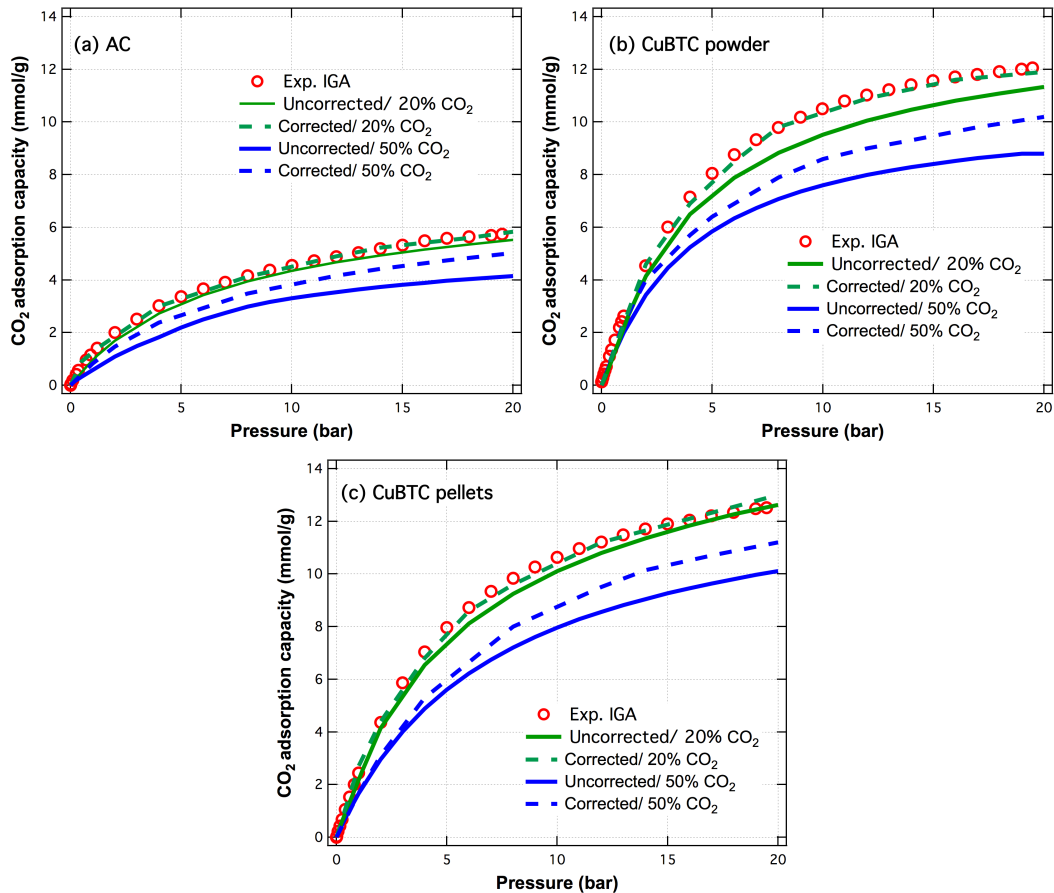 (a) AC
Exp. IGA
Uncorrected/ 20% CO2
Corrected/ 20% CO2
Uncorrected/ 50% CO2
Corrected/ 50% CO2
CO2 adsorption capacity (mmol/g)
14
12
10
8
6
4
2
0
0 5 10 15 20
Pressure (bar)
(b) CuBTC powder
Exp. IGA
Uncorrected/ 20% CO2
Corrected/ 20% CO2
Uncorrected/ 50% CO2
Corrected/ 50% CO2
CO2 adsorption capacity (mmol/g)
14
12
10
8
6
4
2
0
0 5 10 15 20
Pressure (bar)
(c) CuBTC pellets
Exp. IGA
Uncorrected/ 20% CO2
Corrected/ 20% CO2
Uncorrected/ 50% CO2
Corrected/ 50% CO2
CO2 adsorption capacity (mmol/g)
14
12
10
8
6
4
2
0
0 5 10 15 20
Pressure (bar)